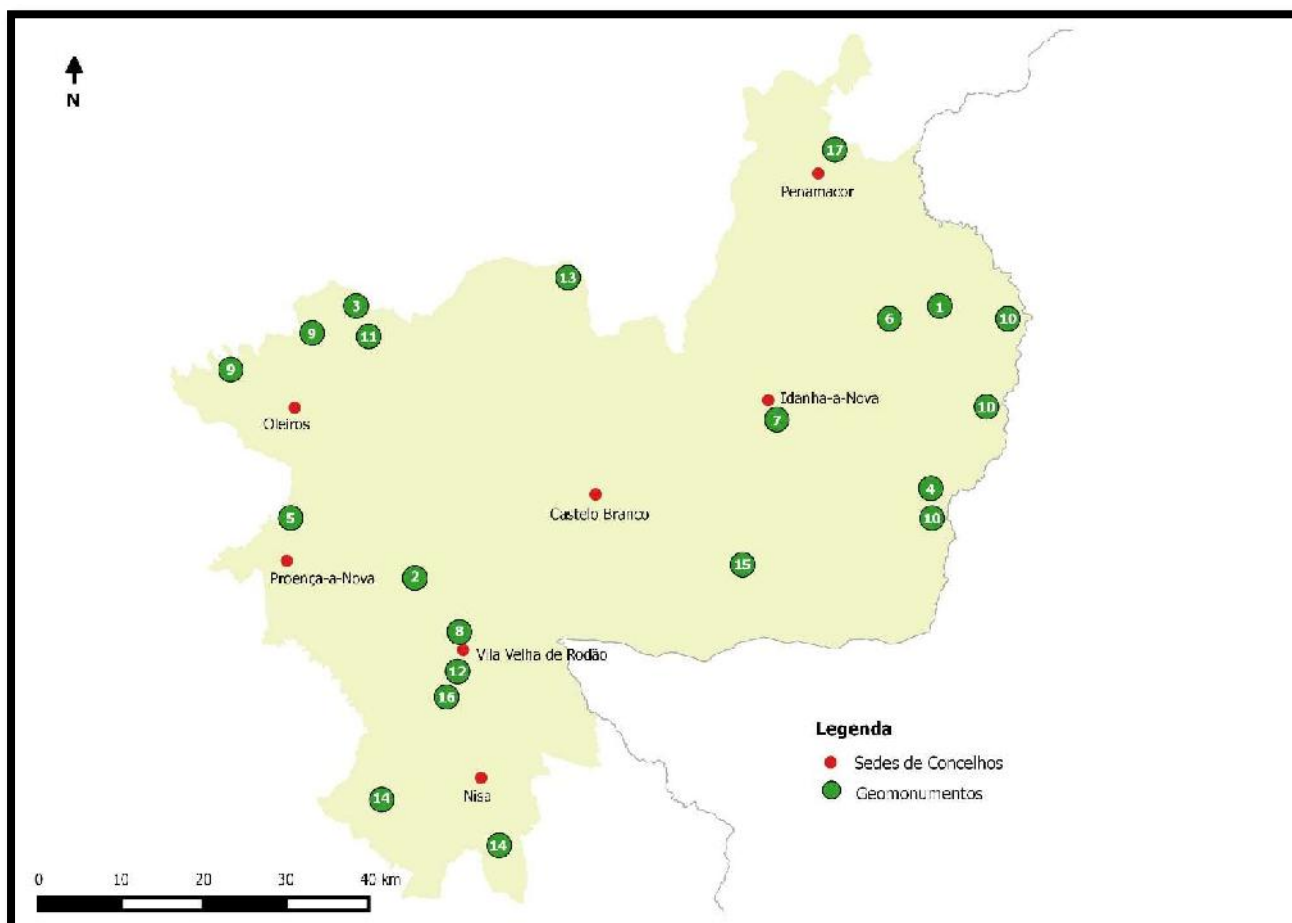 N
17
Penamacor
13
3
1
6
10
9
11
9
Idanha-a-Nova
10
Oleiros
7
4
Castelo Branco
5
10
Proença-a-Nova
2
15
8
Vila Velha de Rodão
12
16
Legenda
Sedes de Concelhos
Nisa
14
Geomonumentos
14
0 10 20 30 40 km